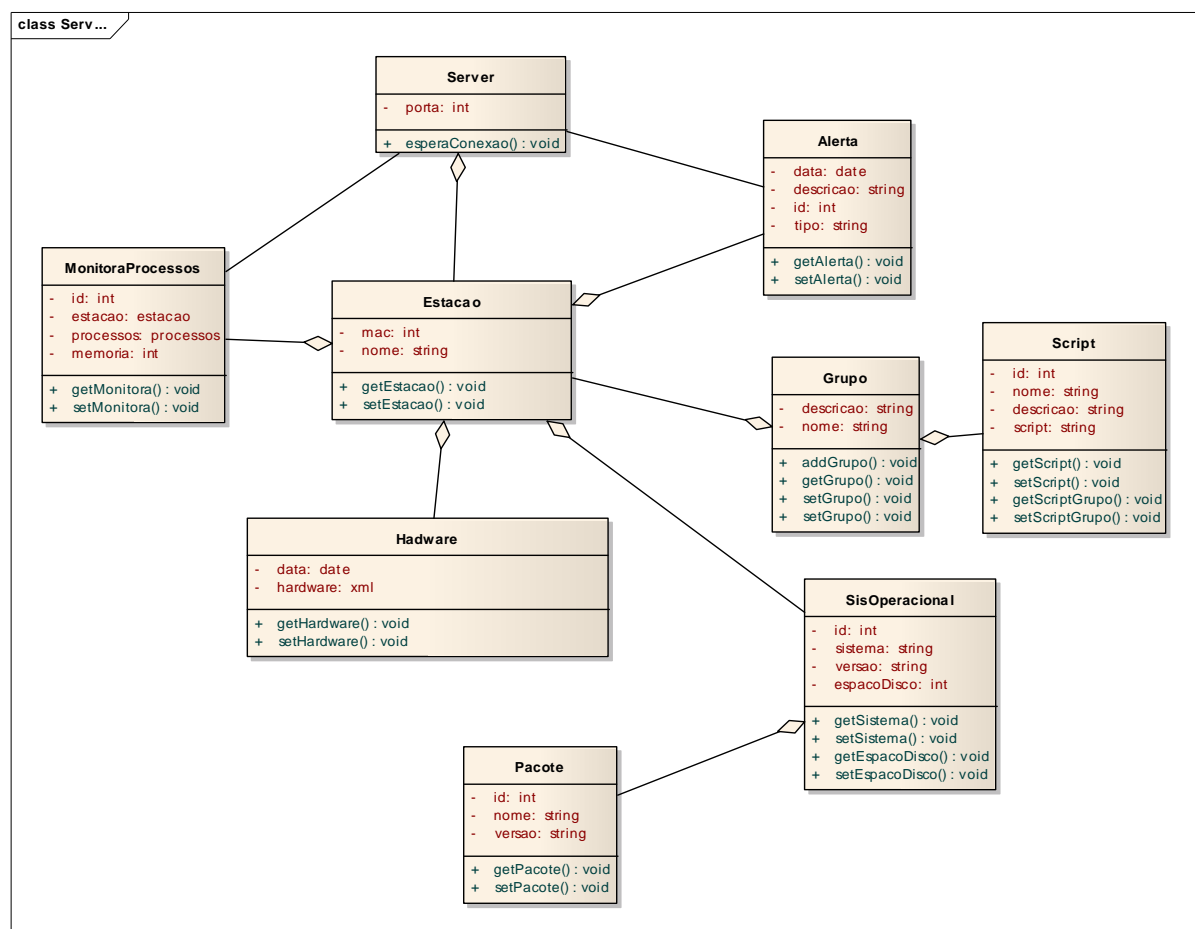 class Serv...
Server
- porta: int
+ esperaConexao() : void
Alerta
- data: date
- descricao: string
- id: int
- tipo: string
+ getAlerta() : void
+ setAlerta() : void
MonitoraProcessos
- id: int
- estacao: estacao
- processos: processos
- memoria: int
+ getMonitora() : void
+ setMonitora() : void
Estacao
- mac: int
- nome: string
+ getEstacao() : void
+ setEstacao() : void
Script
- id: int
- nome: string
- descricao: string
- script: string
+ getScript() : void
+ setScript() : void
+ getScriptGrupo() : void
+ setScriptGrupo() : void
Grupo
- descricao: string
- nome: string
+ addGrupo() : void
+ getGrupo() : void
+ setGrupo() : void
+ setGrupo() : void
Hadware
- data: date
- hardware: xml
+ getHardware() : void
+ setHardware() : void
SisOperacional
- id: int
- sistema: string
- versao: string
- espacoDisco: int
+ getSistema() : void
+ setSistema() : void
+ getEspacoDisco() : void
+ setEspacoDisco() : void
Pacote
- id: int
- nome: string
- versao: string
+ getPacote() : void
+ setPacote() : void